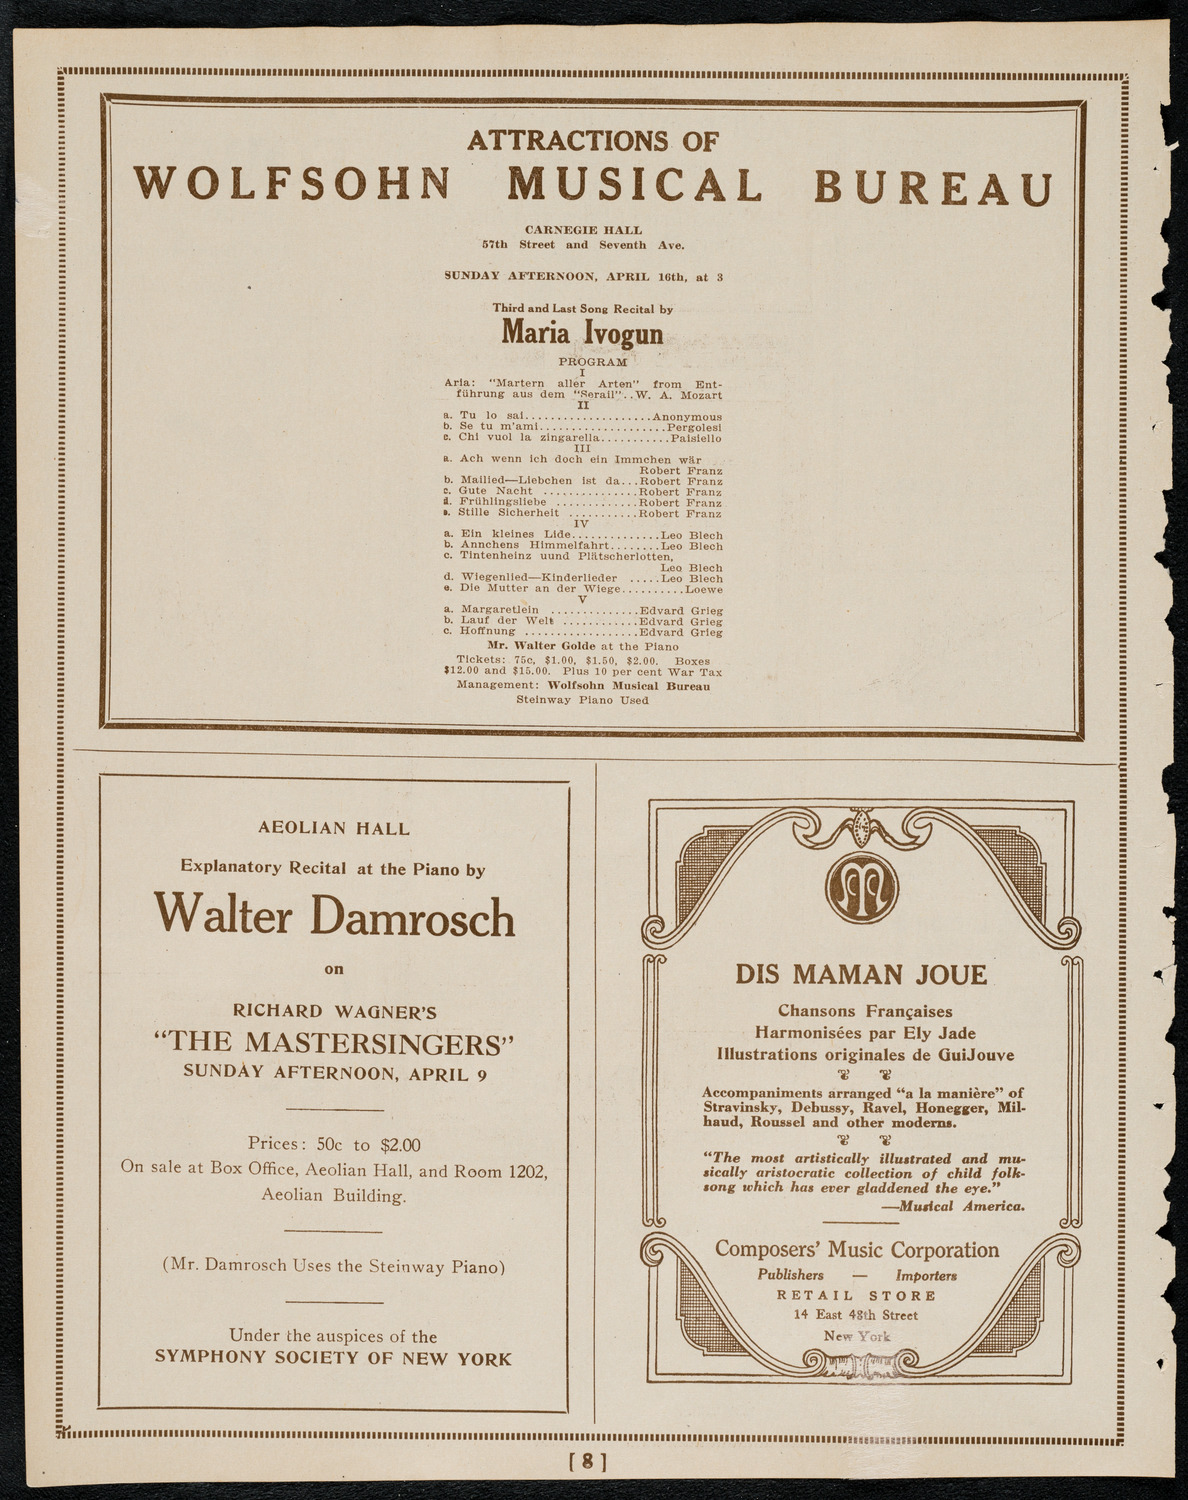 ATTRACTIONS OF
WOLFSOHN MUSICAL BUREAU
CARNEGIE HALL
57th Street and Seventh Ave.
SUNDAY AFTERNOON, APRIL 16th, at 3
Third and Last Song Recital by
Maria Ivogun
PROGRAM
I
Aria: "Martern aller Arten" from Ent-
führung aus dem "Serail"..W. A. Mozart
II
a. Tu lo sai...................Anonymous
b. Se tu m'ami...................Pergolesi
c. Chi vuol la zingarella..........Paisiello
III
a. Ach wenn ich doch ein Immchen wär
Robert Franz
b. Mailied—Liebchen ist da...Robert Franz
c. Gute Nacht ..............Robert Franz
d. Frühlingsliebe ............Robert Franz
e. Stille Sicherheit ..........Robert Franz
IV
a. Ein kleines Lide.............Leo Blech
b. Annchens Himmelfahrt........Leo Blech
c. Tintenheinz uund Plätscherlotten,
Leo Blech
d. Wiegenlied—Kinderlieder .....Leo Blech
e. Die Mutter an der Wiege..........Loewe
V
a. Margaretlein .............Edvard Grieg
b. Lauf der Welt ...........Edvard Grieg
c. Hoffnung .................Edvard Grieg
Mr. Walter Golde at the Piano
Tickets: 75c, $1.00, $1.50, $2.00. Boxes
$12.00 and $15.00. Plus 10 per cent War Tax
Management: Wolfsohn Musical Bureau
Steinway Piano Used
AEOLIAN HALL
Explanatory Recital at the Piano by
Walter Damrosch
on
RICHARD WAGNER'S
"THE MASTERSINGERS"
SUNDAY AFTERNOON, APRIL 9
Prices: 50c to $2.00
On sale at Box Office, Aeolian Hall, and Room 1202,
Aeolian Building.
(Mr. Damrosch Uses the Steinway Piano)
Under the auspices of the
SYMPHONY SOCIETY OF NEW YORK
M
DIS MAMAN JOUE
Chansons Françaises
Harmonisées par Ely Jade
Illustrations originales de GuiJouve
Accompaniments arranged "a la manière" of
Stravinsky, Debussy, Ravel, Honegger, Mil-
haud, Roussel and other moderns.
"The most artistically illustrated and mu-
sically aristocratic collection of child folk-
song which has ever gladdened the eye."
—Musical America.
Composers' Music Corporation
Publishers — Importers
RETAIL STORE
14 East 48th Street
New York
[ 8 ]